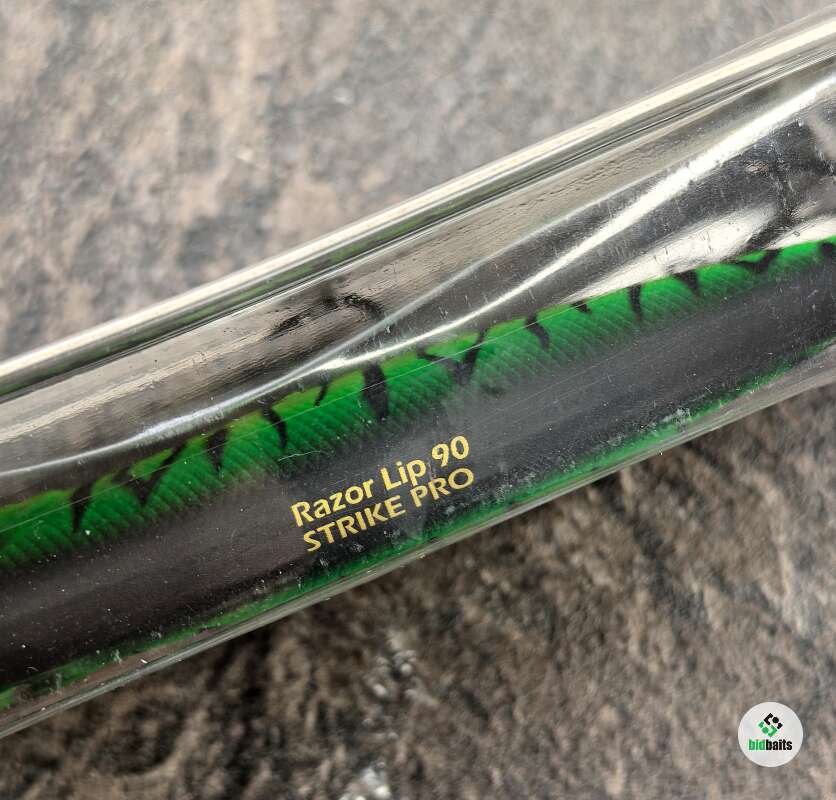 Razor Lip 90
STRIKE PRO
bidbaits